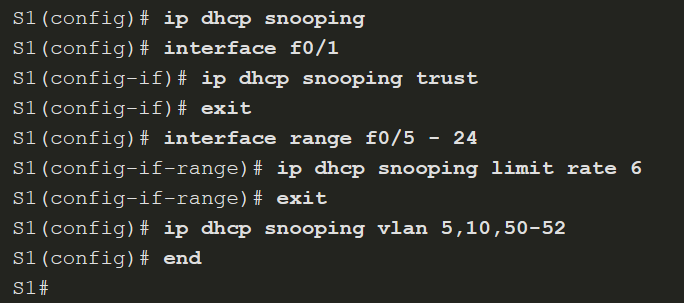 S1(config)# ip dhcp snooping
S1(config)# interface f0/1
S1(config-if)# ip dhcp snooping trust
S1(config-if)# exit
S1(config)# interface range f0/5 - 24
S1(config-if-range)# ip dhcp snooping limit rate 6
S1(config-if-range)# exit
S1(config)# ip dhcp snooping vlan 5,10,50-52
S1(config)# end
S1#